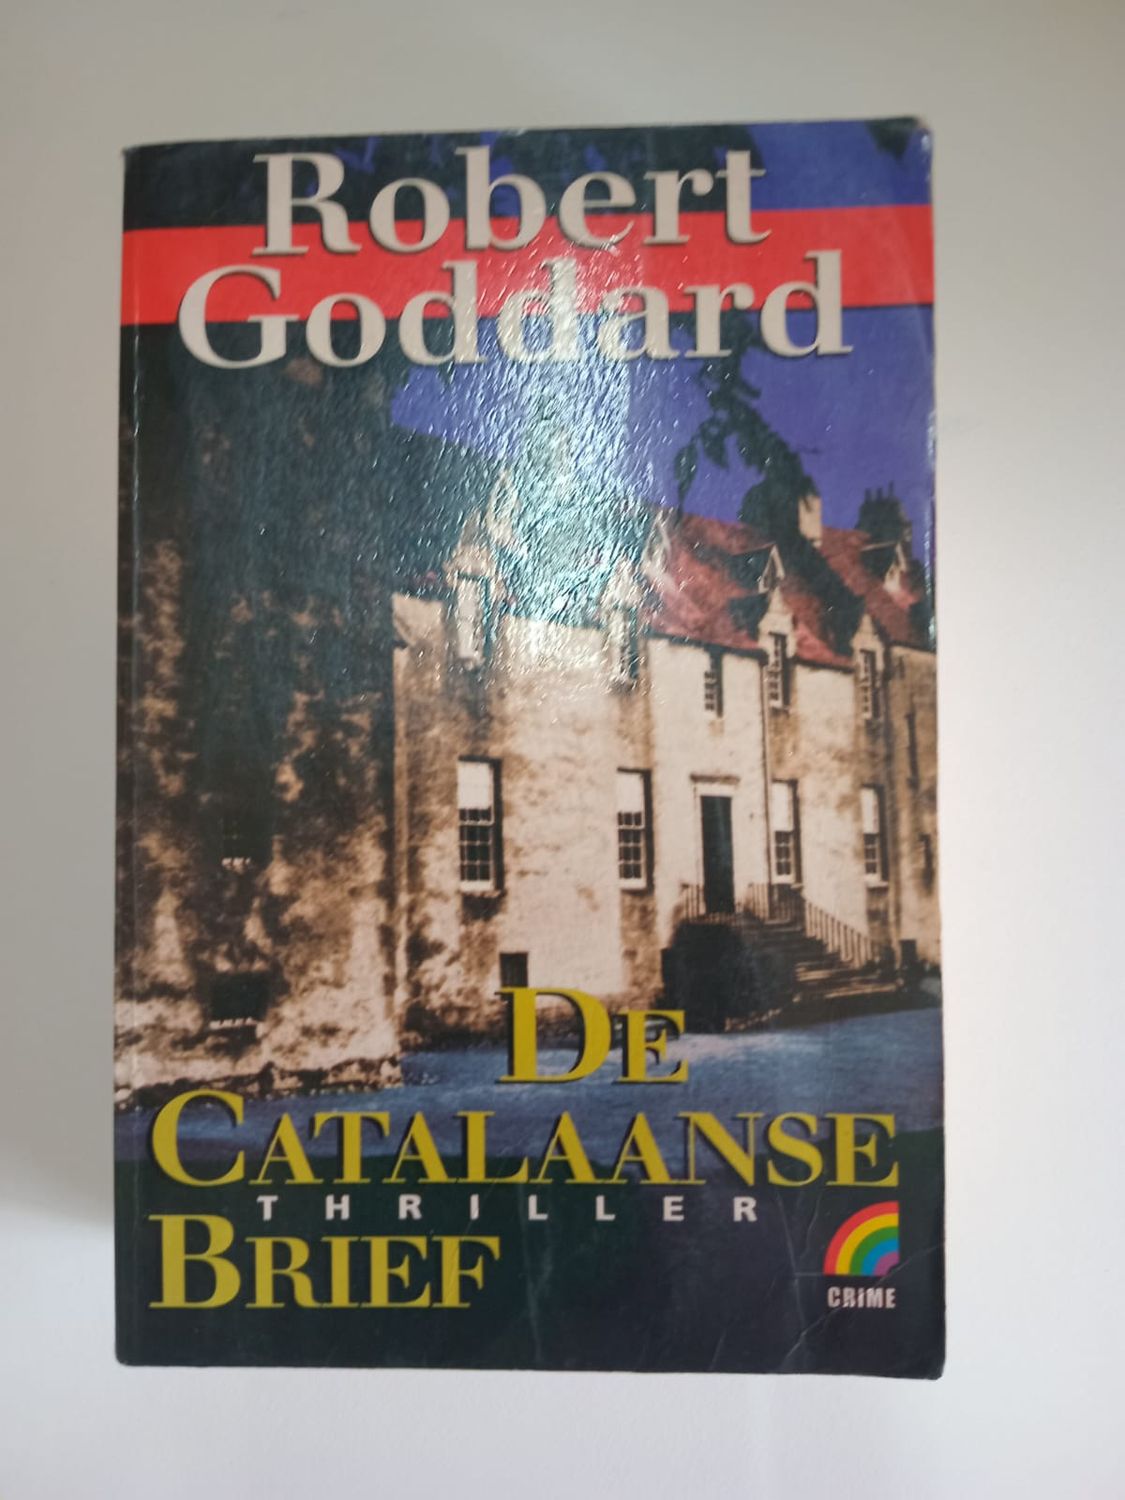 Robert
Goddard
DE
CATALAANSE
THRILLER
BRIEF
CRIME